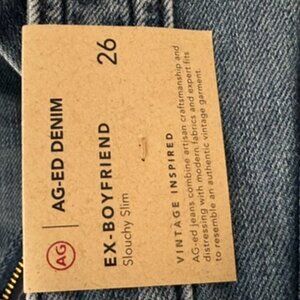 AG | AG-ED DENIM
EX-BOYFRIEND 26
Slouchy Slim
VINTAGE INSPIRED
AG-ed jeans combine artisan craftsmanship and
distressing with modern fabrics and expert fits
to resemble an authentic vintage garment.